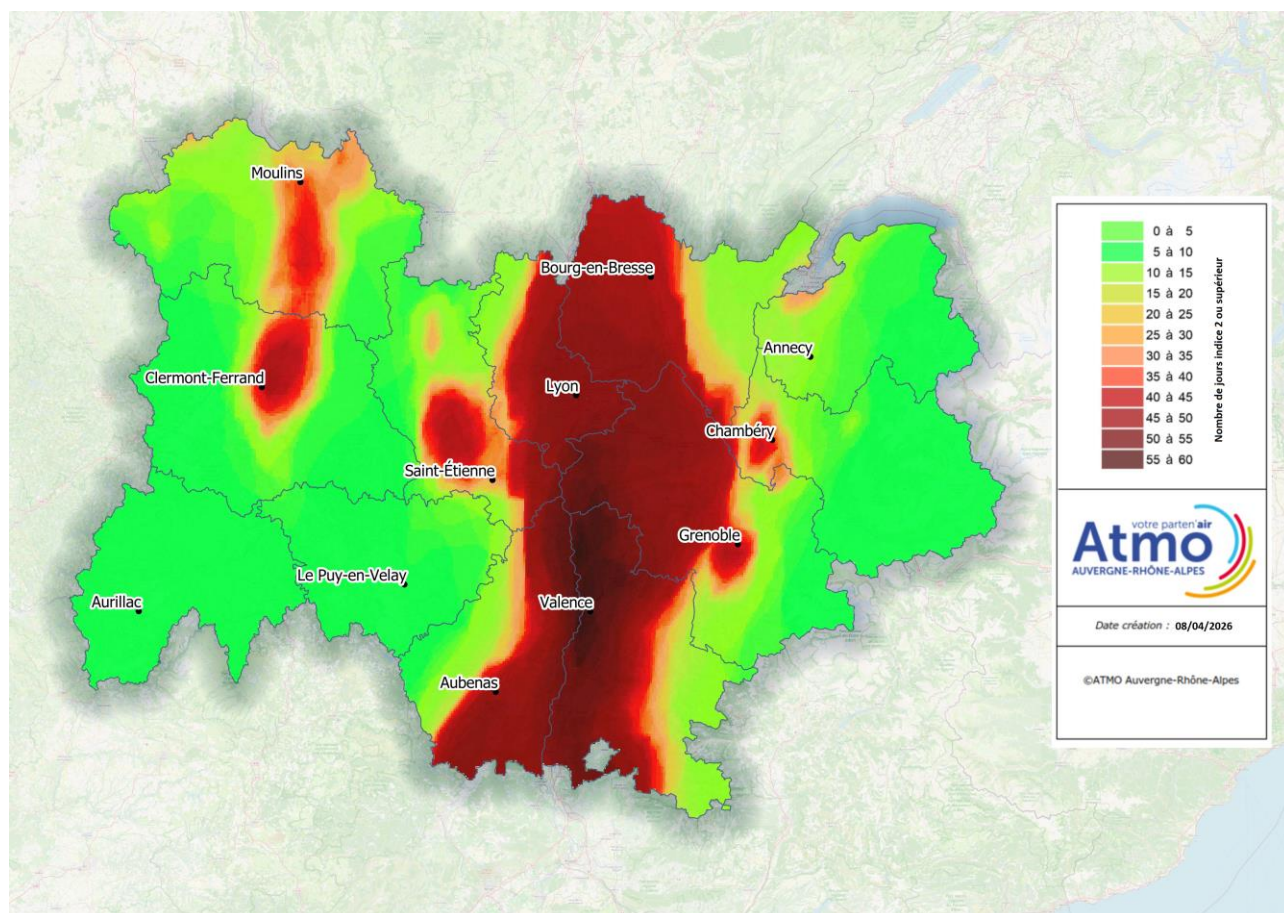 Moulins
Bourg-en-Bresse
Annecy
Clermont-Ferrand
Lyon
Chambéry
Saint-Étienne
Grenoble
Le Puy-en-Velay
Aurillac
Valence
Aubenas
0 à 5
5 à 10
10 à 15
15 à 20
20 à 25
25 à 30
30 à 35
35 à 40
40 à 45
45 à 50
50 à 55
55 à 60
Nombre de jours indice 2 ou supérieur
votre parten'air
Atmo
AUVERGNE-RHÔNE-ALPES
Date création : 08/04/2026
©ATMO Auvergne-Rhône-Alpes